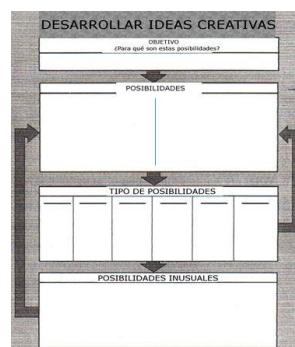 DESARROLLAR IDEAS CREATIVAS
OBJETIVO
¿Para qué son estas posibilidades?
POSIBILIDADES
TIPO DE POSIBILIDADES
POSIBILIDADES INUSUALES